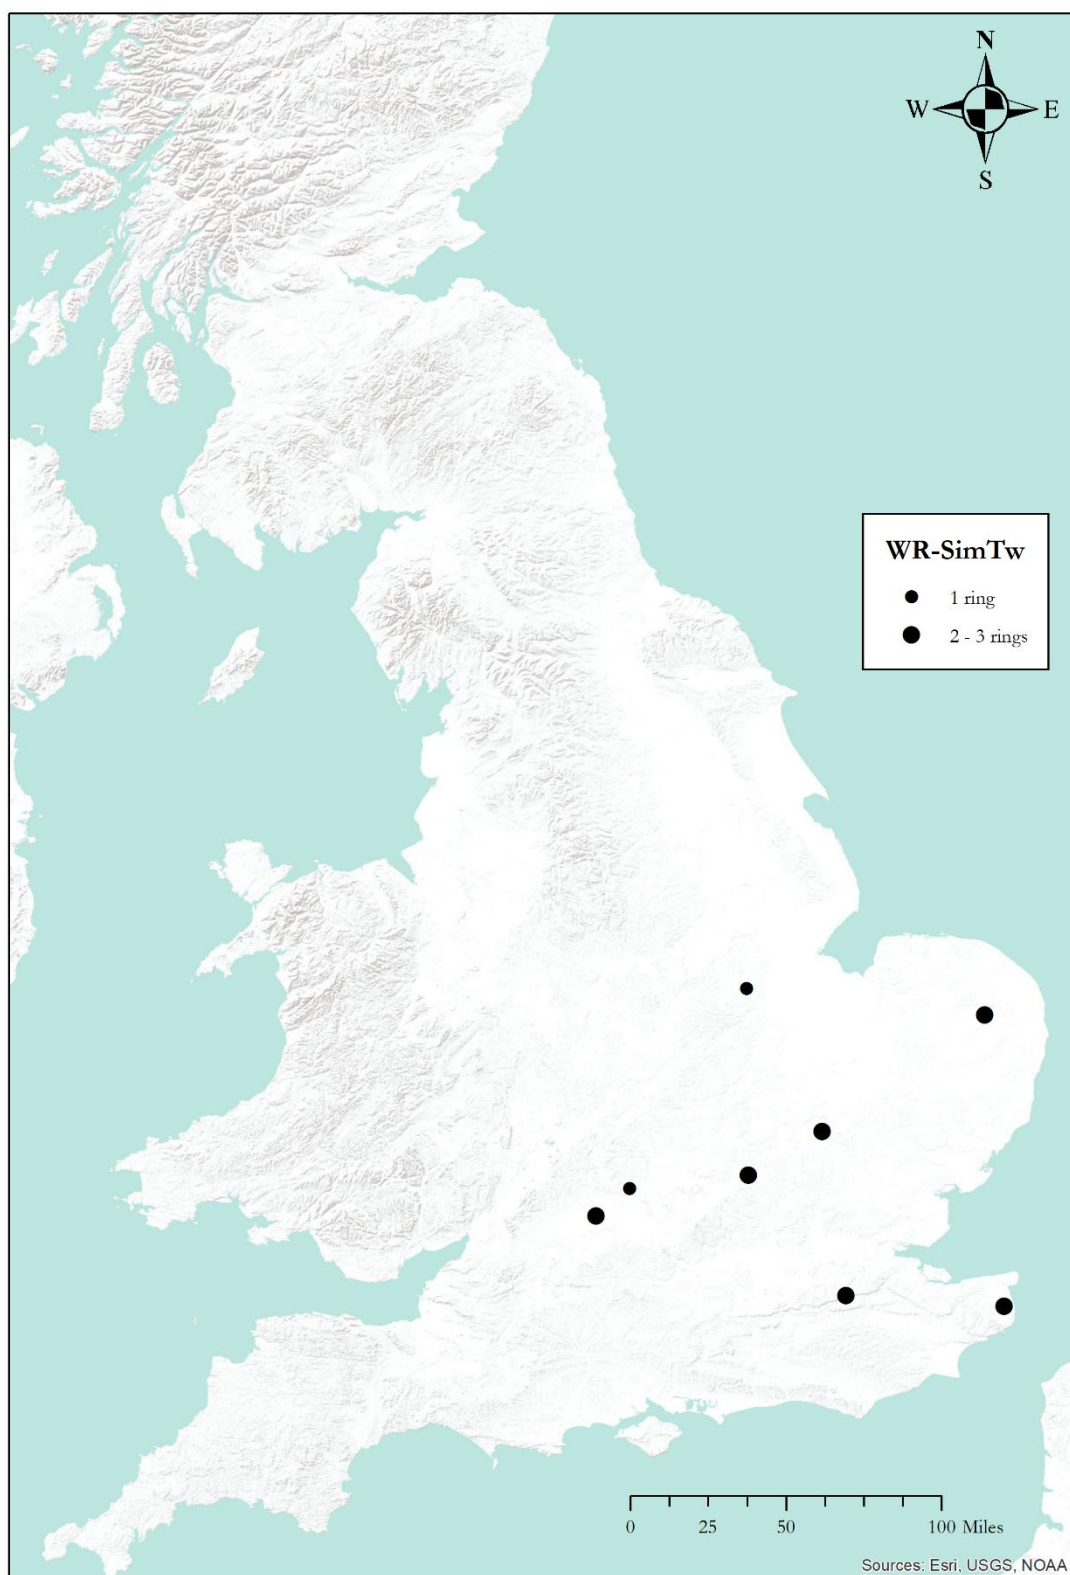 N
W E
S
WR-SimTw
1 ring
2 - 3 rings
0 25 50 100 Miles
Sources: Esri, USGS, NOAA